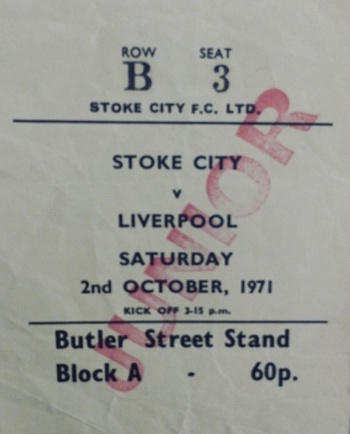 ROW SEAT
B 3
STOKE CITY F.C. LTD.
STOKE CITY
v
LIVERPOOL
SATURDAY
2nd OCTOBER, 1971
KICK OFF 3-15 p.m.
Butler Street Stand
Block A - 60p.
JUNIOR